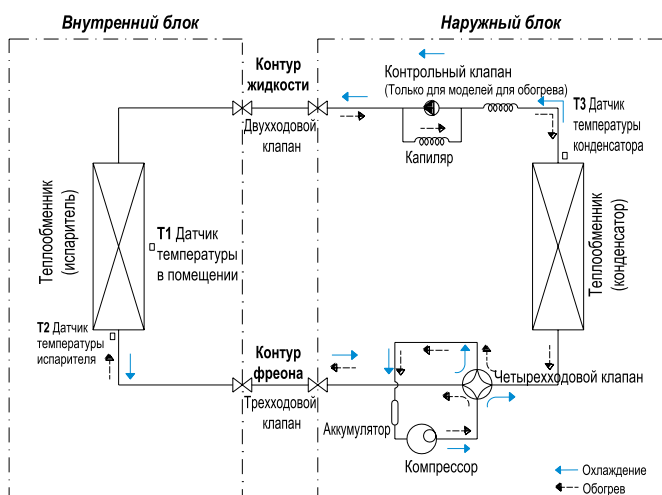 Внутренний блок
Наружный блок
Контур
жидкости
Контрольный клапан
(Только для моделей для обогрева)
T3 Датчик
температуры
конденсатора
Двухходовой
клапан
Капиляр
Теплообменник
(испаритель)
T1 Датчик
температуры
в помещении
Теплообменник
(конденсатор)
T2 Датчик
температуры
испарителя
Контур
фреона
Четырехходовой клапан
Трехходовой
клапан
Аккумулятор
Компрессор
Охлаждение
Обогрев